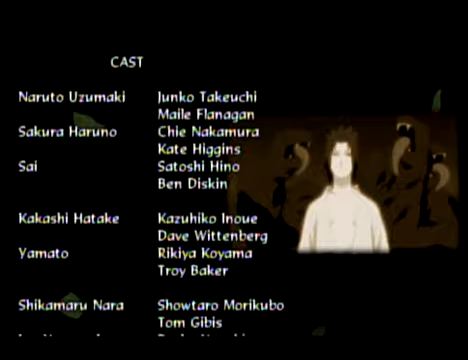 CAST
Naruto Uzumaki Junko Takeuchi
Maile Flanagan
Sakura Haruno Chie Nakamura
Kate Higgins
Sai Satoshi Hino
Ben Diskin
Kakashi Hatake Kazuhiko Inoue
Dave Wittenberg
Yamato Rikiya Koyama
Troy Baker
Shikamaru Nara Showtaro Morikubo
Tom Gibis